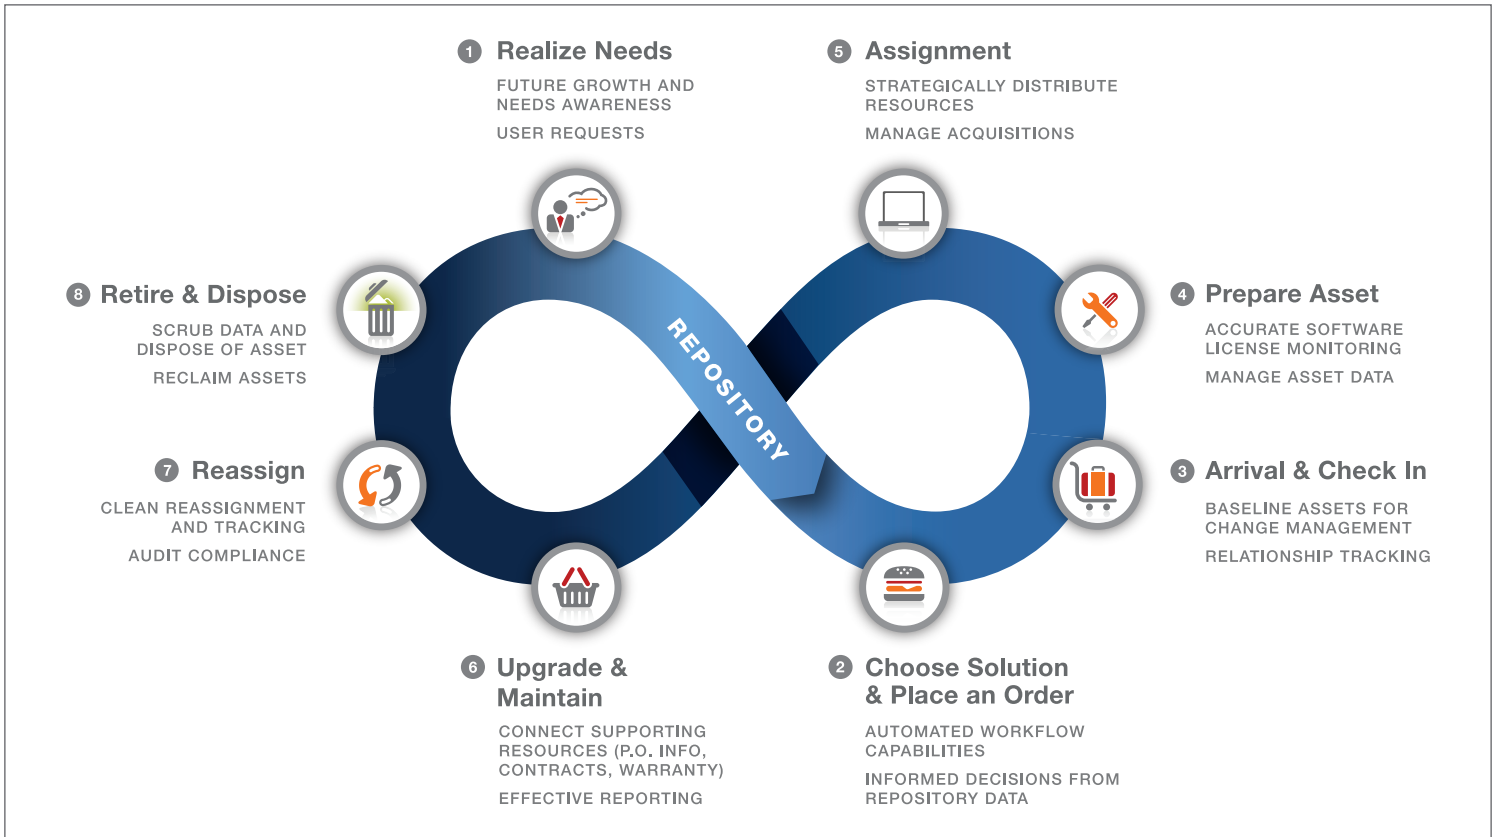 1 Realize Needs
FUTURE GROWTH AND
NEEDS AWARENESS
USER REQUESTS
5 Assignment
STRATEGICALLY DISTRIBUTE
RESOURCES
MANAGE ACQUISITIONS
8 Retire & Dispose
SCRUB DATA AND
DISPOSE OF ASSET
RECLAIM ASSETS
REPOSITORY
4 Prepare Asset
ACCURATE SOFTWARE
LICENSE MONITORING
MANAGE ASSET DATA
7 Reassign
CLEAN REASSIGNMENT
AND TRACKING
AUDIT COMPLIANCE
3 Arrival & Check In
BASELINE ASSETS FOR
CHANGE MANAGEMENT
RELATIONSHIP TRACKING
6 Upgrade &
Maintain
CONNECT SUPPORTING
RESOURCES (P.O. INFO,
CONTRACTS, WARRANTY)
EFFECTIVE REPORTING
2 Choose Solution
& Place an Order
AUTOMATED WORKFLOW
CAPABILITIES
INFORMED DECISIONS FROM
REPOSITORY DATA